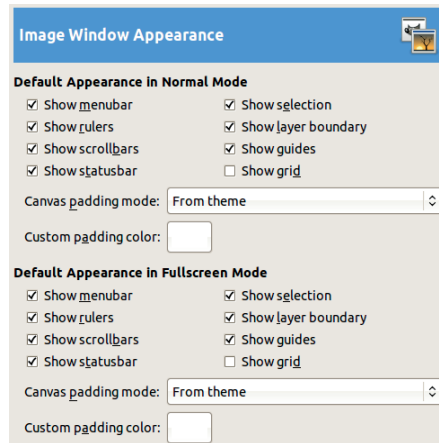 Image Window Appearance
Default Appearance in Normal Mode
Show menubar Show selection
Show rulers Show layer boundary
Show scrollbars Show guides
Show statusbar Show grid
Canvas padding mode: From theme
Custom padding color:
Default Appearance in Fullscreen Mode
Show menubar Show selection
Show rulers Show layer boundary
Show scrollbars Show guides
Show statusbar Show grid
Canvas padding mode: From theme
Custom padding color: